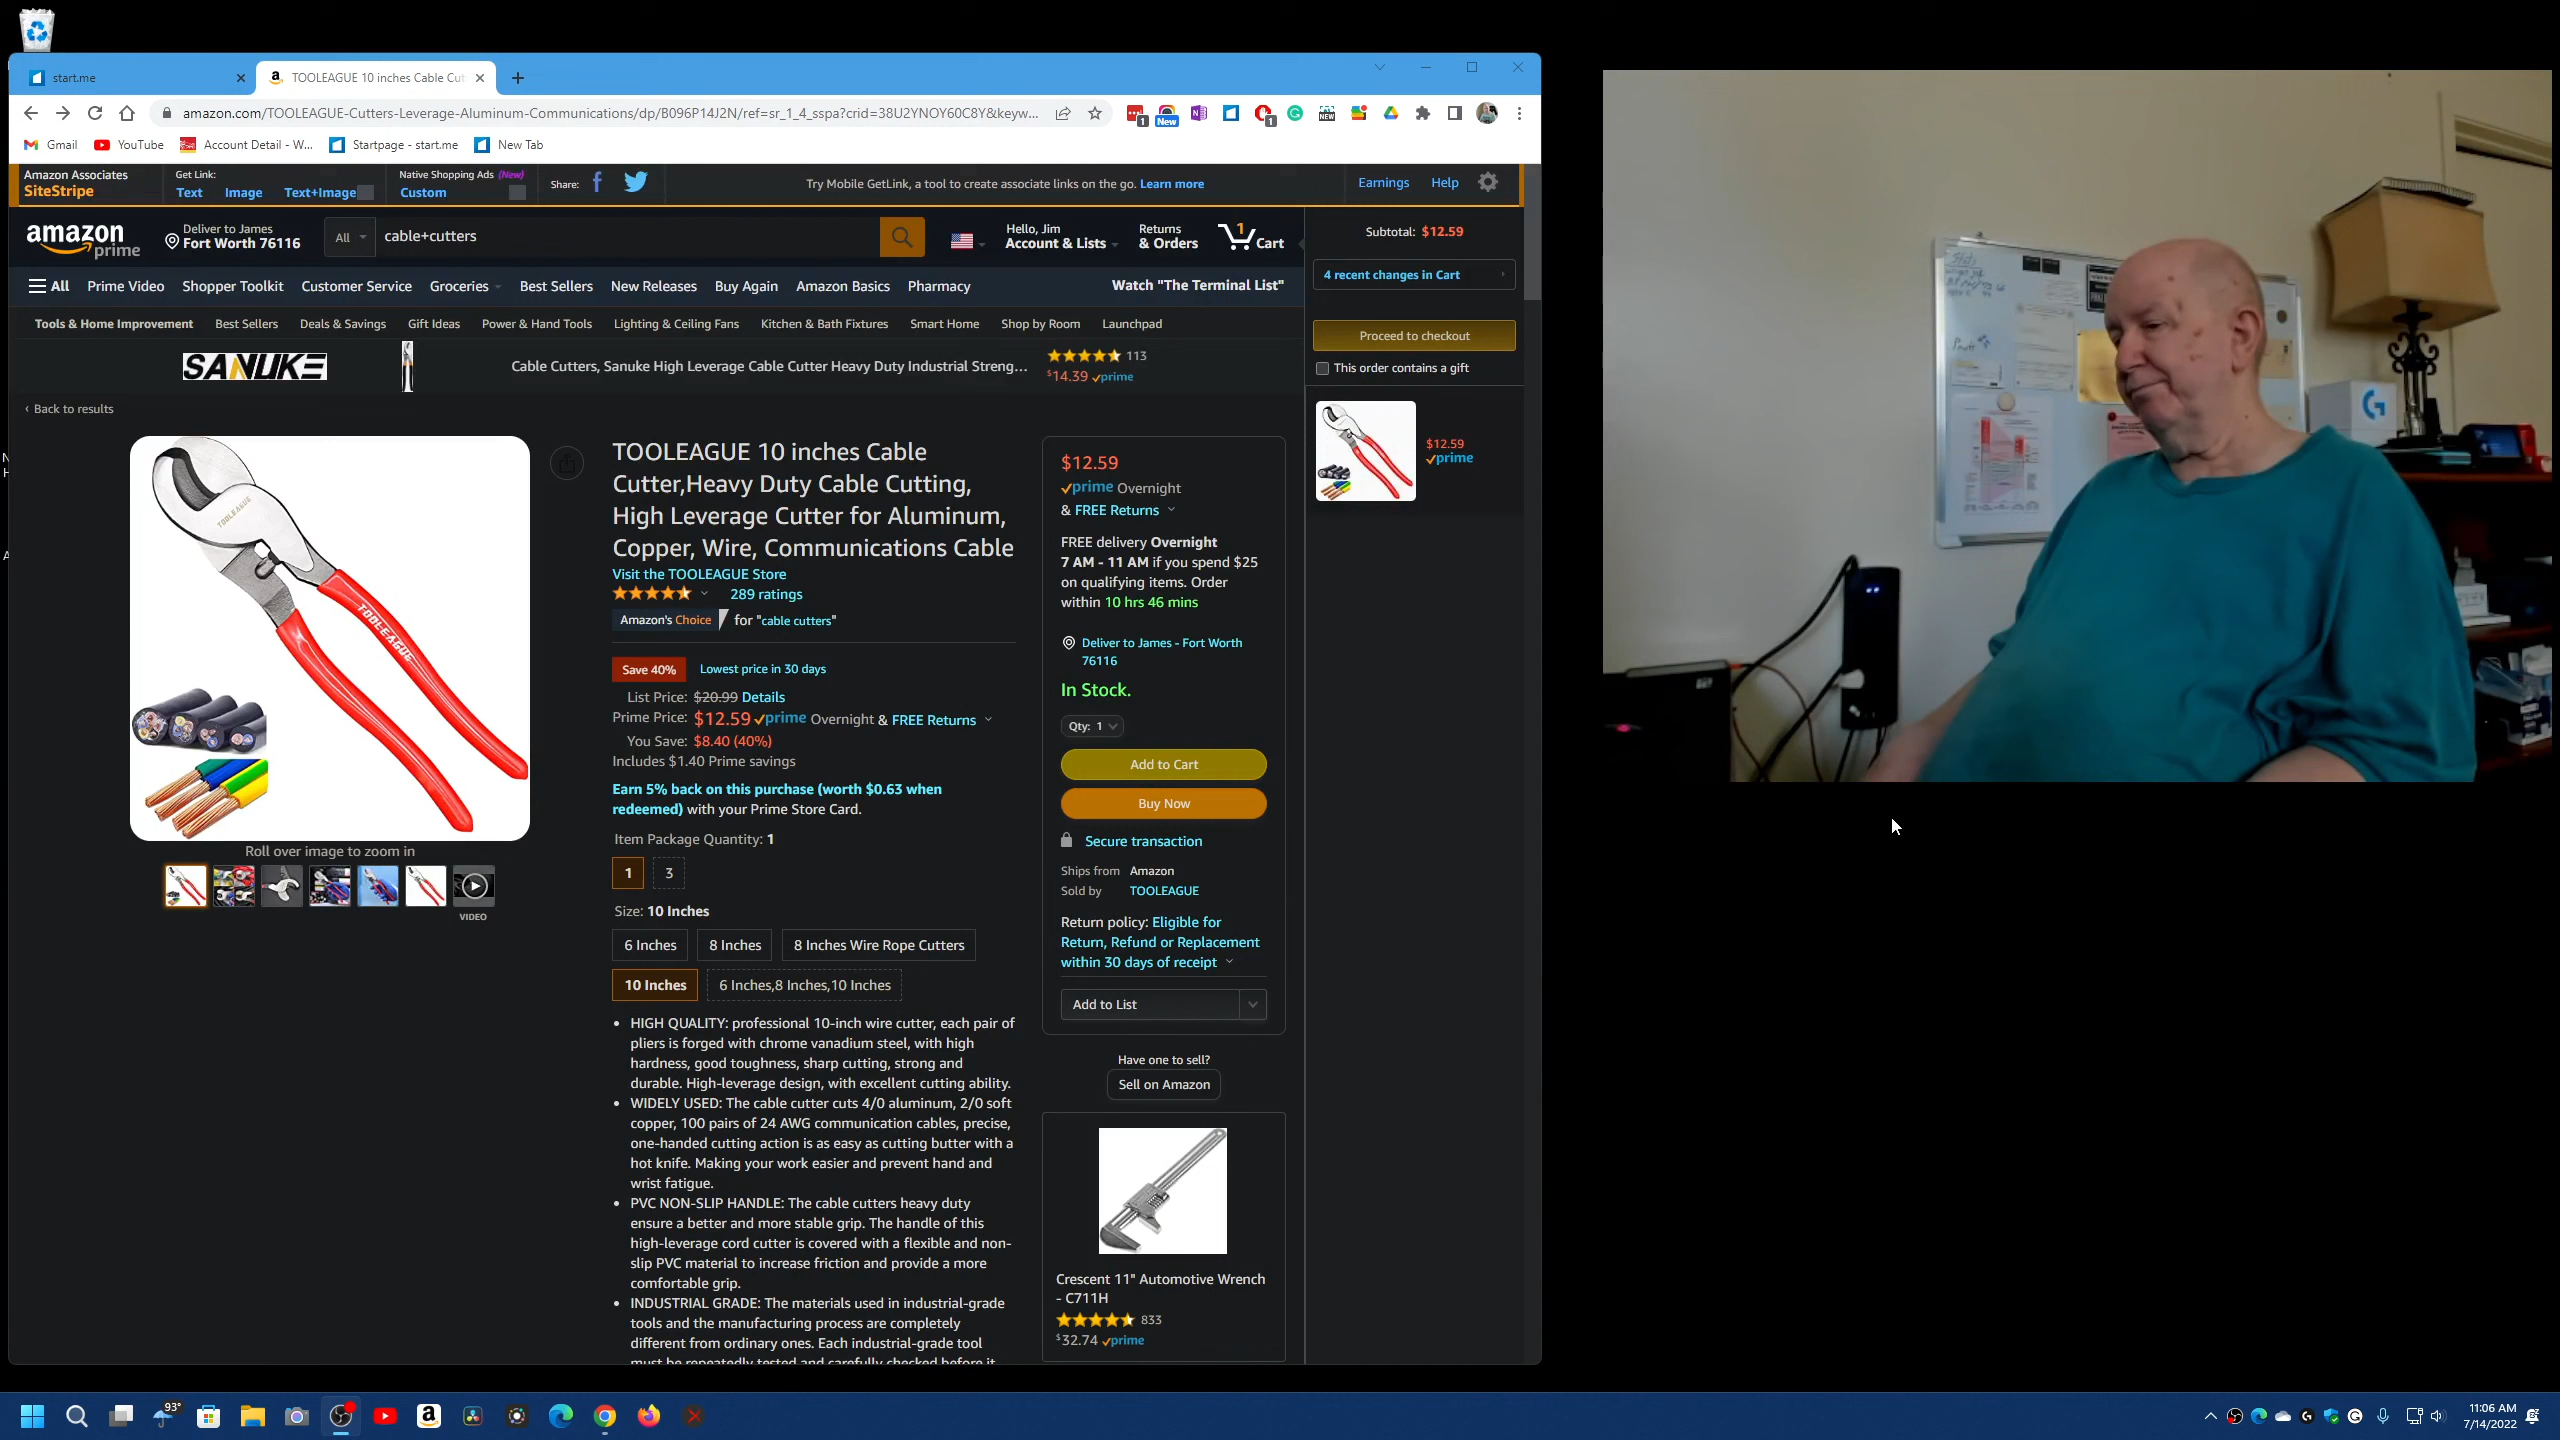 start.me
TOOLEAGUE 10 inches Cable Cut
amazon.com/TOOLEAGUE-Cutters-Leverage-Aluminum-Communications/dp/B096P14J2N/ref=sr_1_4_sspa?crid=38U2YNOY60C8Y&keyw...
1
New
1
NEW
Gmail
YouTube
Account Detail - W...
Startpage - start.me
New Tab
Amazon Associates
SiteStripe
Get Link:
Text Image Text+Image
Native Shopping Ads (New)
Custom
Share:
Try Mobile GetLink, a tool to create associate links on the go. Learn more
Earnings Help
amazon prime
Deliver to James
Fort Worth 76116
All
cable+cutters
Hello, Jim
Account & Lists
Returns
& Orders
1
Cart
All Prime Video Shopper Toolkit Customer Service Groceries Best Sellers New Releases Buy Again Amazon Basics Pharmacy
Watch "The Terminal List"
Tools & Home Improvement Best Sellers Deals & Savings Gift Ideas Power & Hand Tools Lighting & Ceiling Fans Kitchen & Bath Fixtures Smart Home Shop by Room Launchpad
SANUKE
Cable Cutters, Sanuke High Leverage Cable Cutter Heavy Duty Industrial Streng...
113
$14.39 prime
‹ Back to results
TOOLEAGUE
TOOLEAGUE
Roll over image to zoom in
VIDEO
TOOLEAGUE 10 inches Cable
Cutter,Heavy Duty Cable Cutting,
High Leverage Cutter for Aluminum,
Copper, Wire, Communications Cable
Visit the TOOLEAGUE Store
289 ratings
Amazon's Choice for "cable cutters"
Save 40% Lowest price in 30 days
List Price: $20.99 Details
Prime Price: $12.59 prime Overnight & FREE Returns
You Save: $8.40 (40%)
Includes $1.40 Prime savings
Earn 5% back on this purchase (worth $0.63 when
redeemed) with your Prime Store Card.
Item Package Quantity: 1
1 3
Size: 10 Inches
6 Inches 8 Inches 8 Inches Wire Rope Cutters
10 Inches 6 Inches,8 Inches,10 Inches
• HIGH QUALITY: professional 10-inch wire cutter, each pair of
pliers is forged with chrome vanadium steel, with high
hardness, good toughness, sharp cutting, strong and
durable. High-leverage design, with excellent cutting ability.
• WIDELY USED: The cable cutter cuts 4/0 aluminum, 2/0 soft
copper, 100 pairs of 24 AWG communication cables, precise,
one-handed cutting action is as easy as cutting butter with a
hot knife. Making your work easier and prevent hand and
wrist fatigue.
• PVC NON-SLIP HANDLE: The cable cutters heavy duty
ensure a better and more stable grip. The handle of this
high-leverage cord cutter is covered with a flexible and non-
slip PVC material to increase friction and provide a more
comfortable grip.
• INDUSTRIAL GRADE: The materials used in industrial-grade
tools and the manufacturing process are completely
different from ordinary ones. Each industrial-grade tool
must be repeatedly tested and carefully checked before it
$12.59
prime Overnight
& FREE Returns
FREE delivery Overnight
7 AM - 11 AM if you spend $25
on qualifying items. Order
within 10 hrs 46 mins
Deliver to James - Fort Worth
76116
In Stock.
Qty: 1
Add to Cart
Buy Now
Secure transaction
Ships from Amazon
Sold by TOOLEAGUE
Return policy: Eligible for
Return, Refund or Replacement
within 30 days of receipt
Add to List
Have one to sell?
Sell on Amazon
Crescent 11" Automotive Wrench
- C711H
833
$32.74 prime
Subtotal: $12.59
4 recent changes in Cart
Proceed to checkout
This order contains a gift
$12.59
prime
93°
11:06 AM
7/14/2022